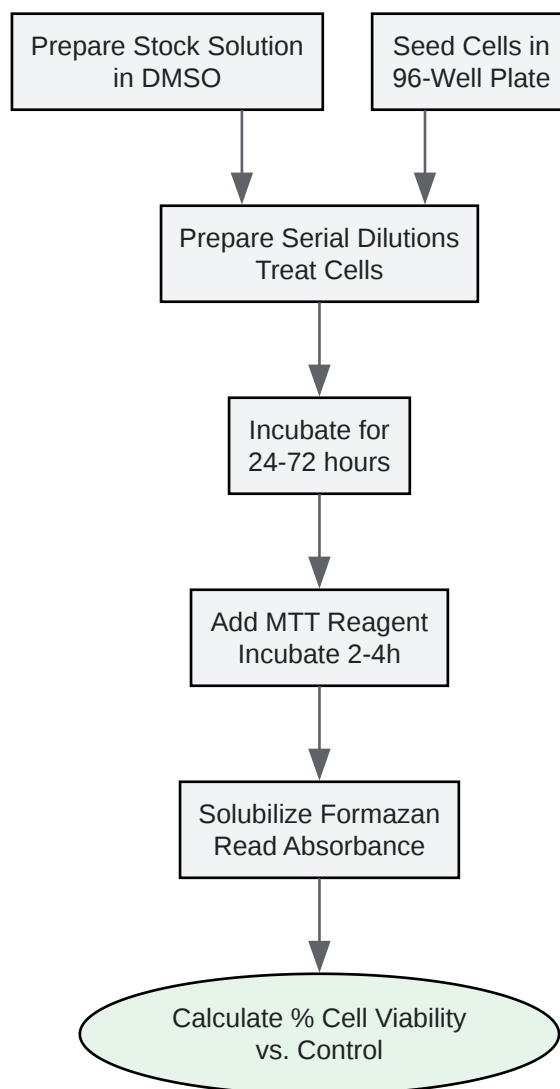 Prepare Stock Solution
in DMSO
Seed Cells in
96-Well Plate
Prepare Serial Dilutions
Treat Cells
Incubate for
24-72 hours
Add MTT Reagent
Incubate 2-4h
Solubilize Formazan
Read Absorbance
Calculate % Cell Viability
vs. Control